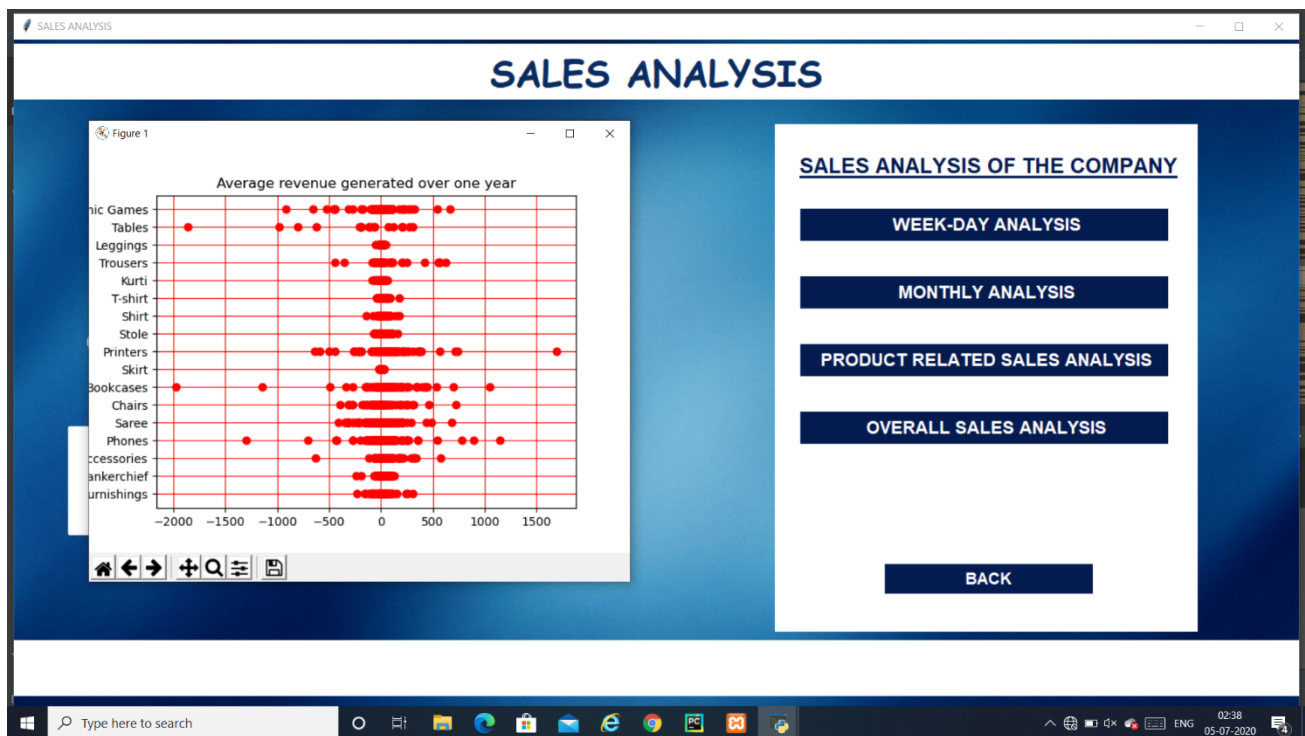 SALES ANALYSIS
SALES ANALYSIS
Figure 1
Average revenue generated over one year
nic Games
Tables
Leggings
Trousers
Kurti
T-shirt
Shirt
Stole
Printers
Skirt
Bookcases
Chairs
Saree
Phones
ccessories
ankerchief
urnishings
−2000 −1500 −1000 −500 0 500 1000 1500
SALES ANALYSIS OF THE COMPANY
WEEK-DAY ANALYSIS
MONTHLY ANALYSIS
PRODUCT RELATED SALES ANALYSIS
OVERALL SALES ANALYSIS
BACK
Type here to search
ENG
02:38
05-07-2020
4